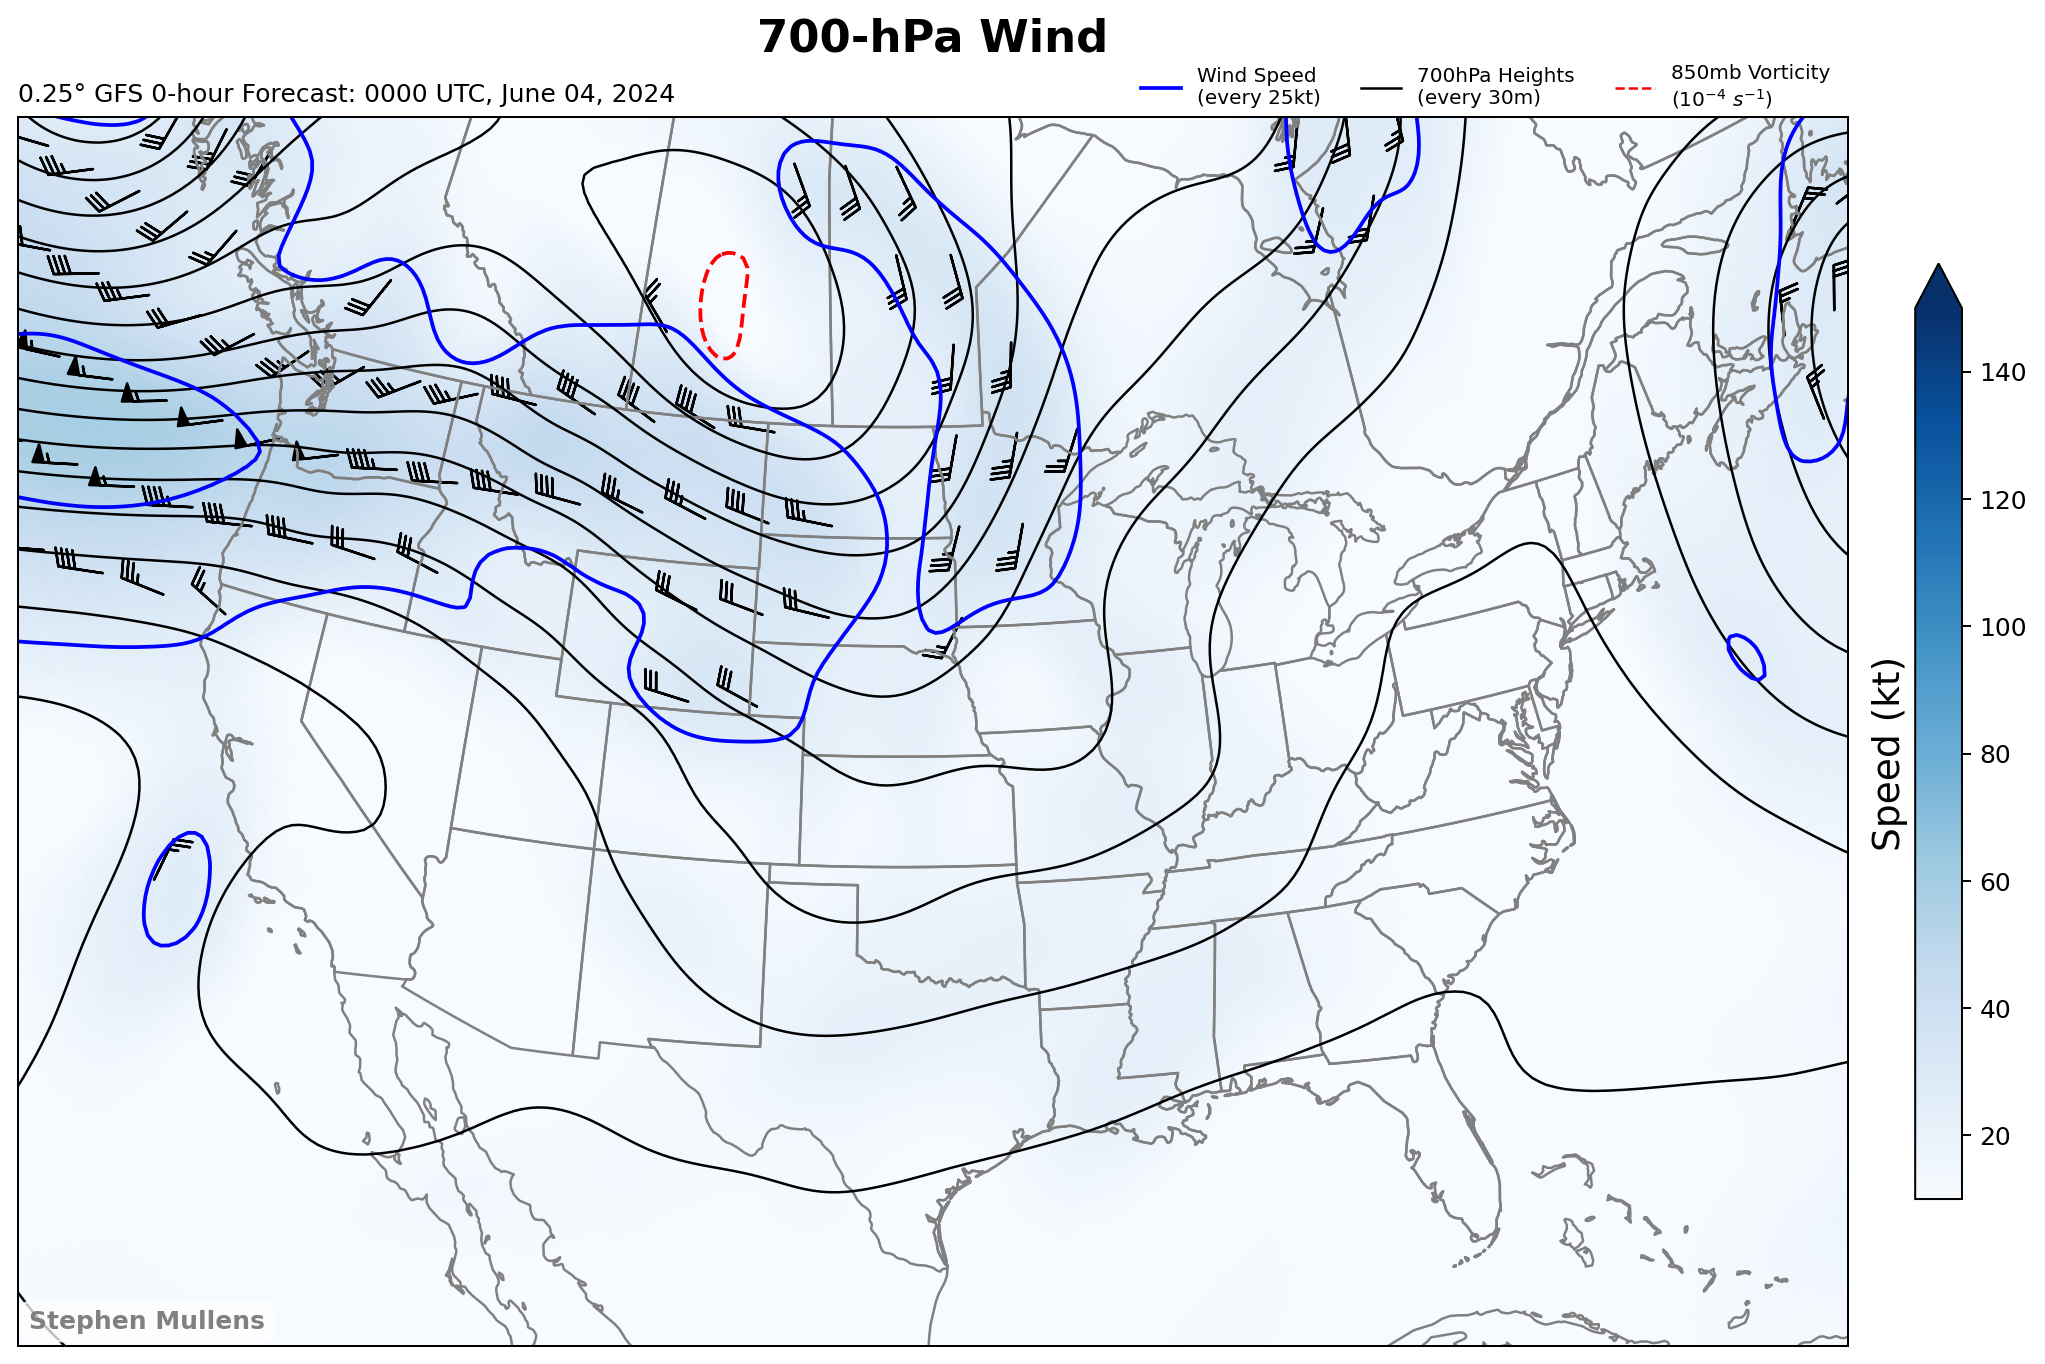 700-hPa Wind
0.25° GFS 0-hour Forecast: 0000 UTC, June 04, 2024
Wind Speed
(every 25kt)
700hPa Heights
(every 30m)
850mb Vorticity
(10⁻⁴ s⁻¹)
140
120
100
80
60
40
20
Speed (kt)
Stephen Mullens